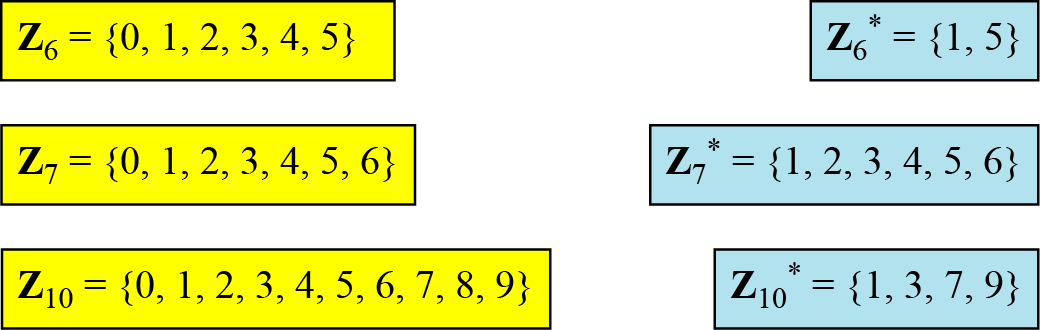 Z₆ = {0, 1, 2, 3, 4, 5} Z₆* = {1, 5}
Z₇ = {0, 1, 2, 3, 4, 5, 6} Z₇* = {1, 2, 3, 4, 5, 6}
Z₁₀ = {0, 1, 2, 3, 4, 5, 6, 7, 8, 9} Z₁₀* = {1, 3, 7, 9}